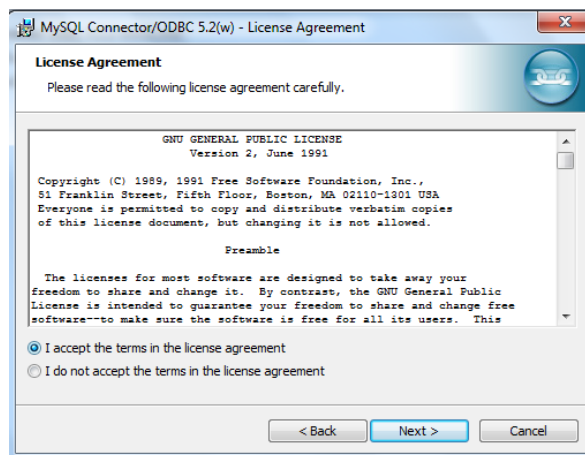 MySQL Connector/ODBC 5.2(w) - License Agreement
License Agreement
Please read the following license agreement carefully.
GNU GENERAL PUBLIC LICENSE
Version 2, June 1991
Copyright (C) 1989, 1991 Free Software Foundation, Inc.,
51 Franklin Street, Fifth Floor, Boston, MA 02110-1301 USA
Everyone is permitted to copy and distribute verbatim copies
of this license document, but changing it is not allowed.
Preamble
The licenses for most software are designed to take away your
freedom to share and change it. By contrast, the GNU General Public
License is intended to guarantee your freedom to share and change free
software--to make sure the software is free for all its users. This
I accept the terms in the license agreement
I do not accept the terms in the license agreement
< Back Next > Cancel